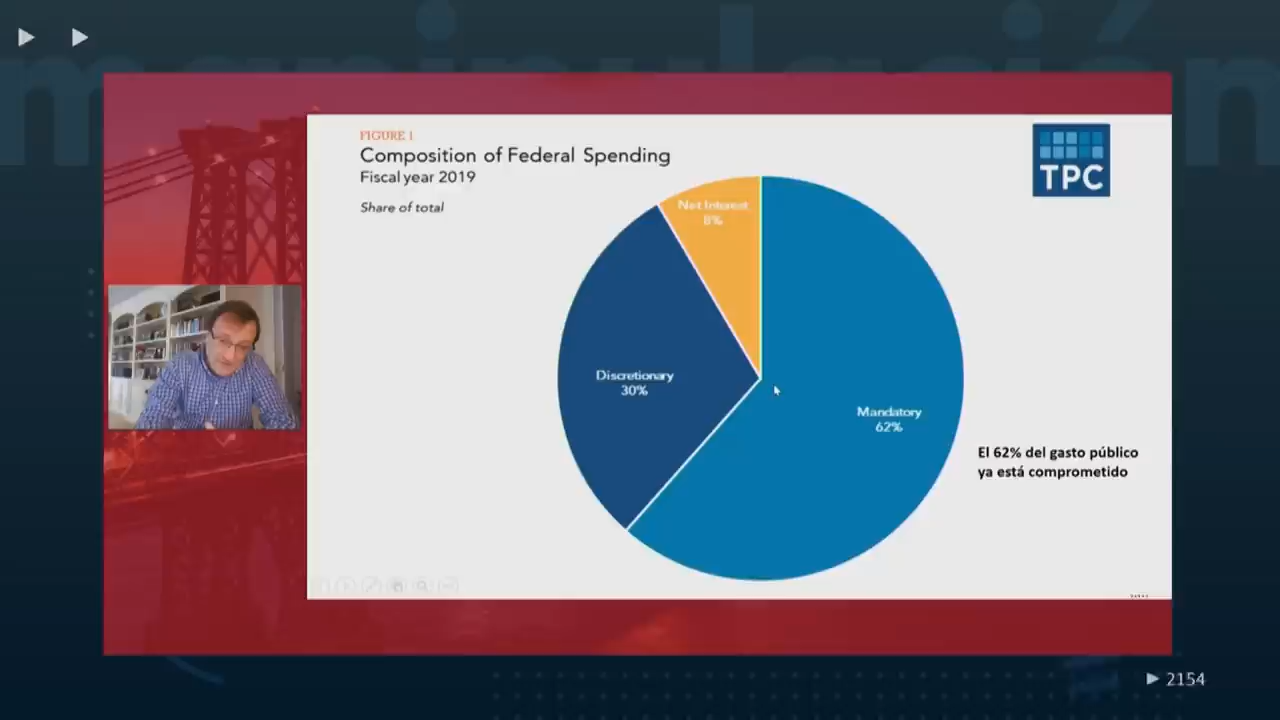 manipulación
FIGURE 1
Composition of Federal Spending
Fiscal year 2019
Share of total
TPC
Net Interest
8%
Discretionary
30%
Mandatory
62%
El 62% del gasto público
ya está comprometido
2154